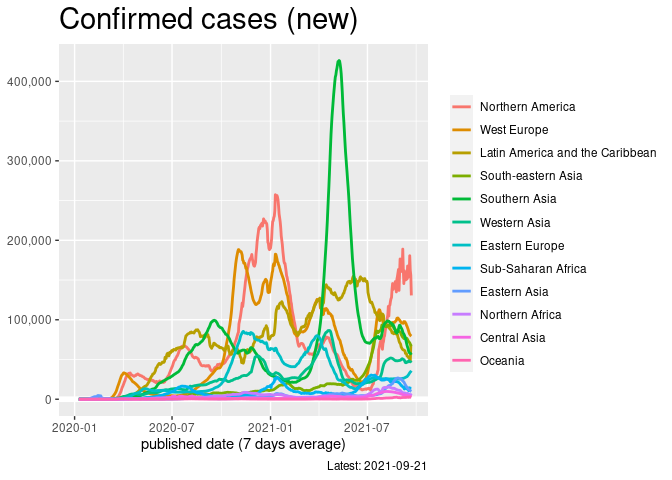 Confirmed cases (new)
400,000
300,000
200,000
100,000
0
2020-01
2020-07
2021-01
2021-07
published date (7 days average)
Latest: 2021-09-21
Northern America
West Europe
Latin America and the Caribbean
South-eastern Asia
Southern Asia
Western Asia
Eastern Europe
Sub-Saharan Africa
Eastern Asia
Northern Africa
Central Asia
Oceania